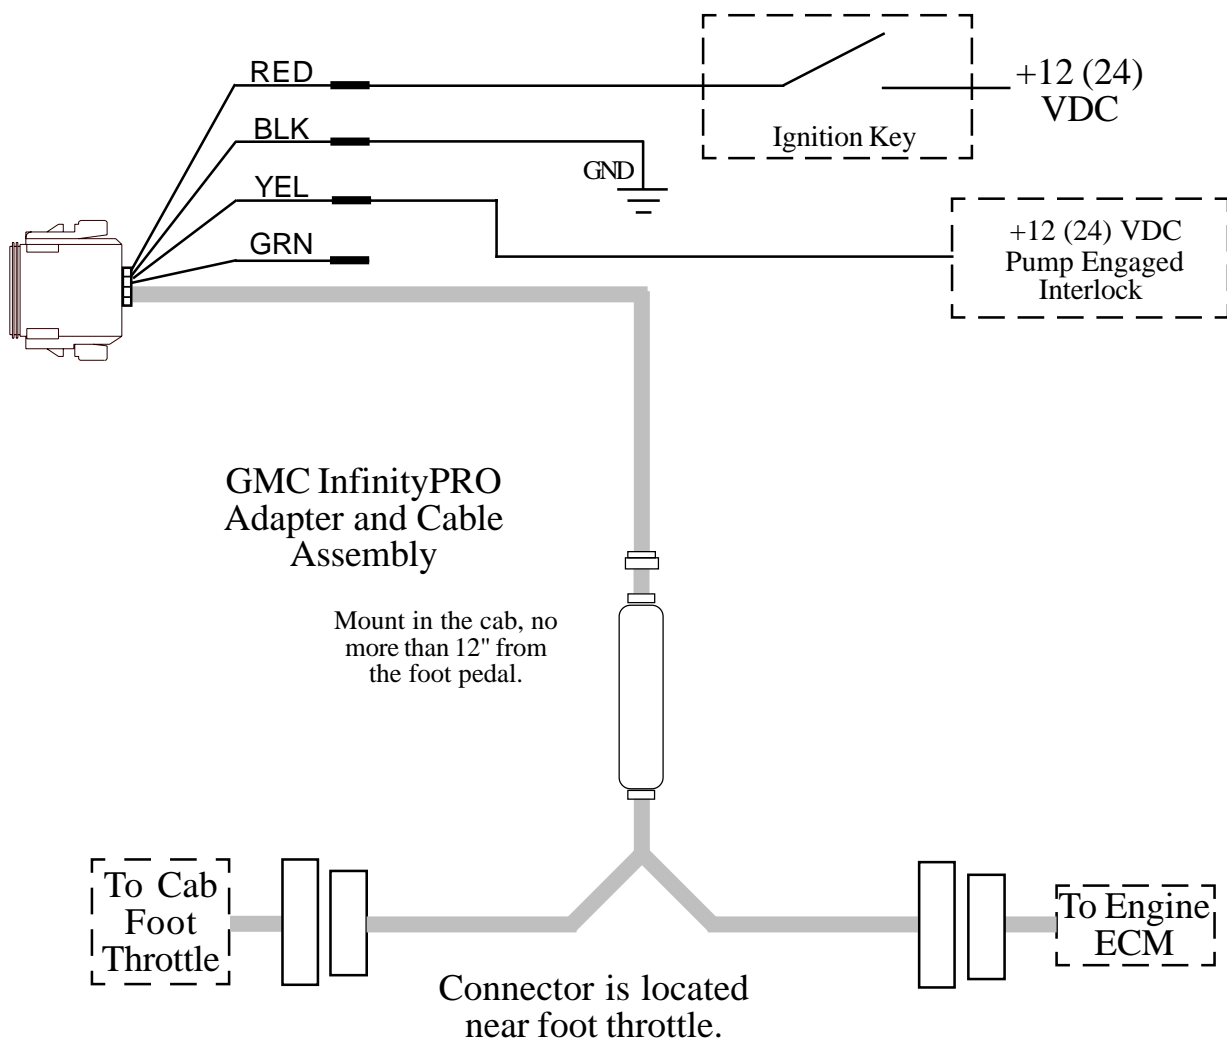 RED
+12 (24)
VDC
Ignition Key
BLK
GND
YEL
+12 (24) VDC
Pump Engaged
Interlock
GRN
GMC InfinityPRO
Adapter and Cable
Assembly
Mount in the cab, no
more than 12" from
the foot pedal.
To Cab
Foot
Throttle
To Engine
ECM
Connector is located
near foot throttle.